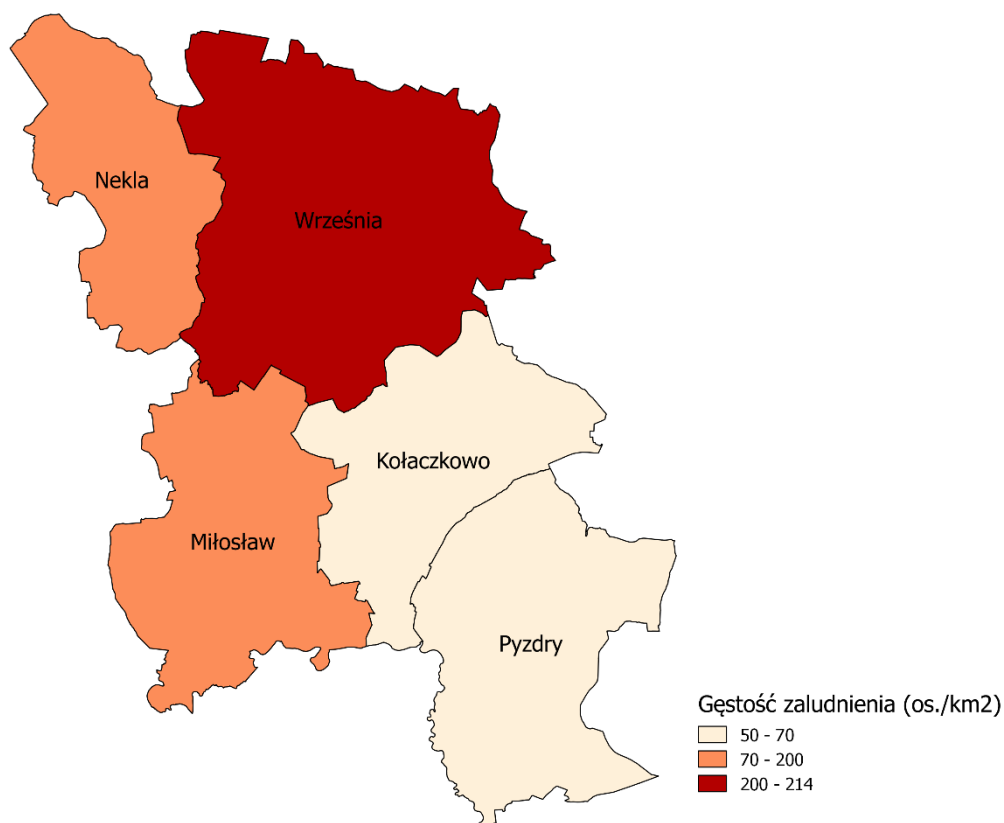 Nekla
Września
Kołaczkowo
Miłosław
Pyzdry
Gęstość zaludnienia (os./km2)
50 - 70
70 - 200
200 - 214